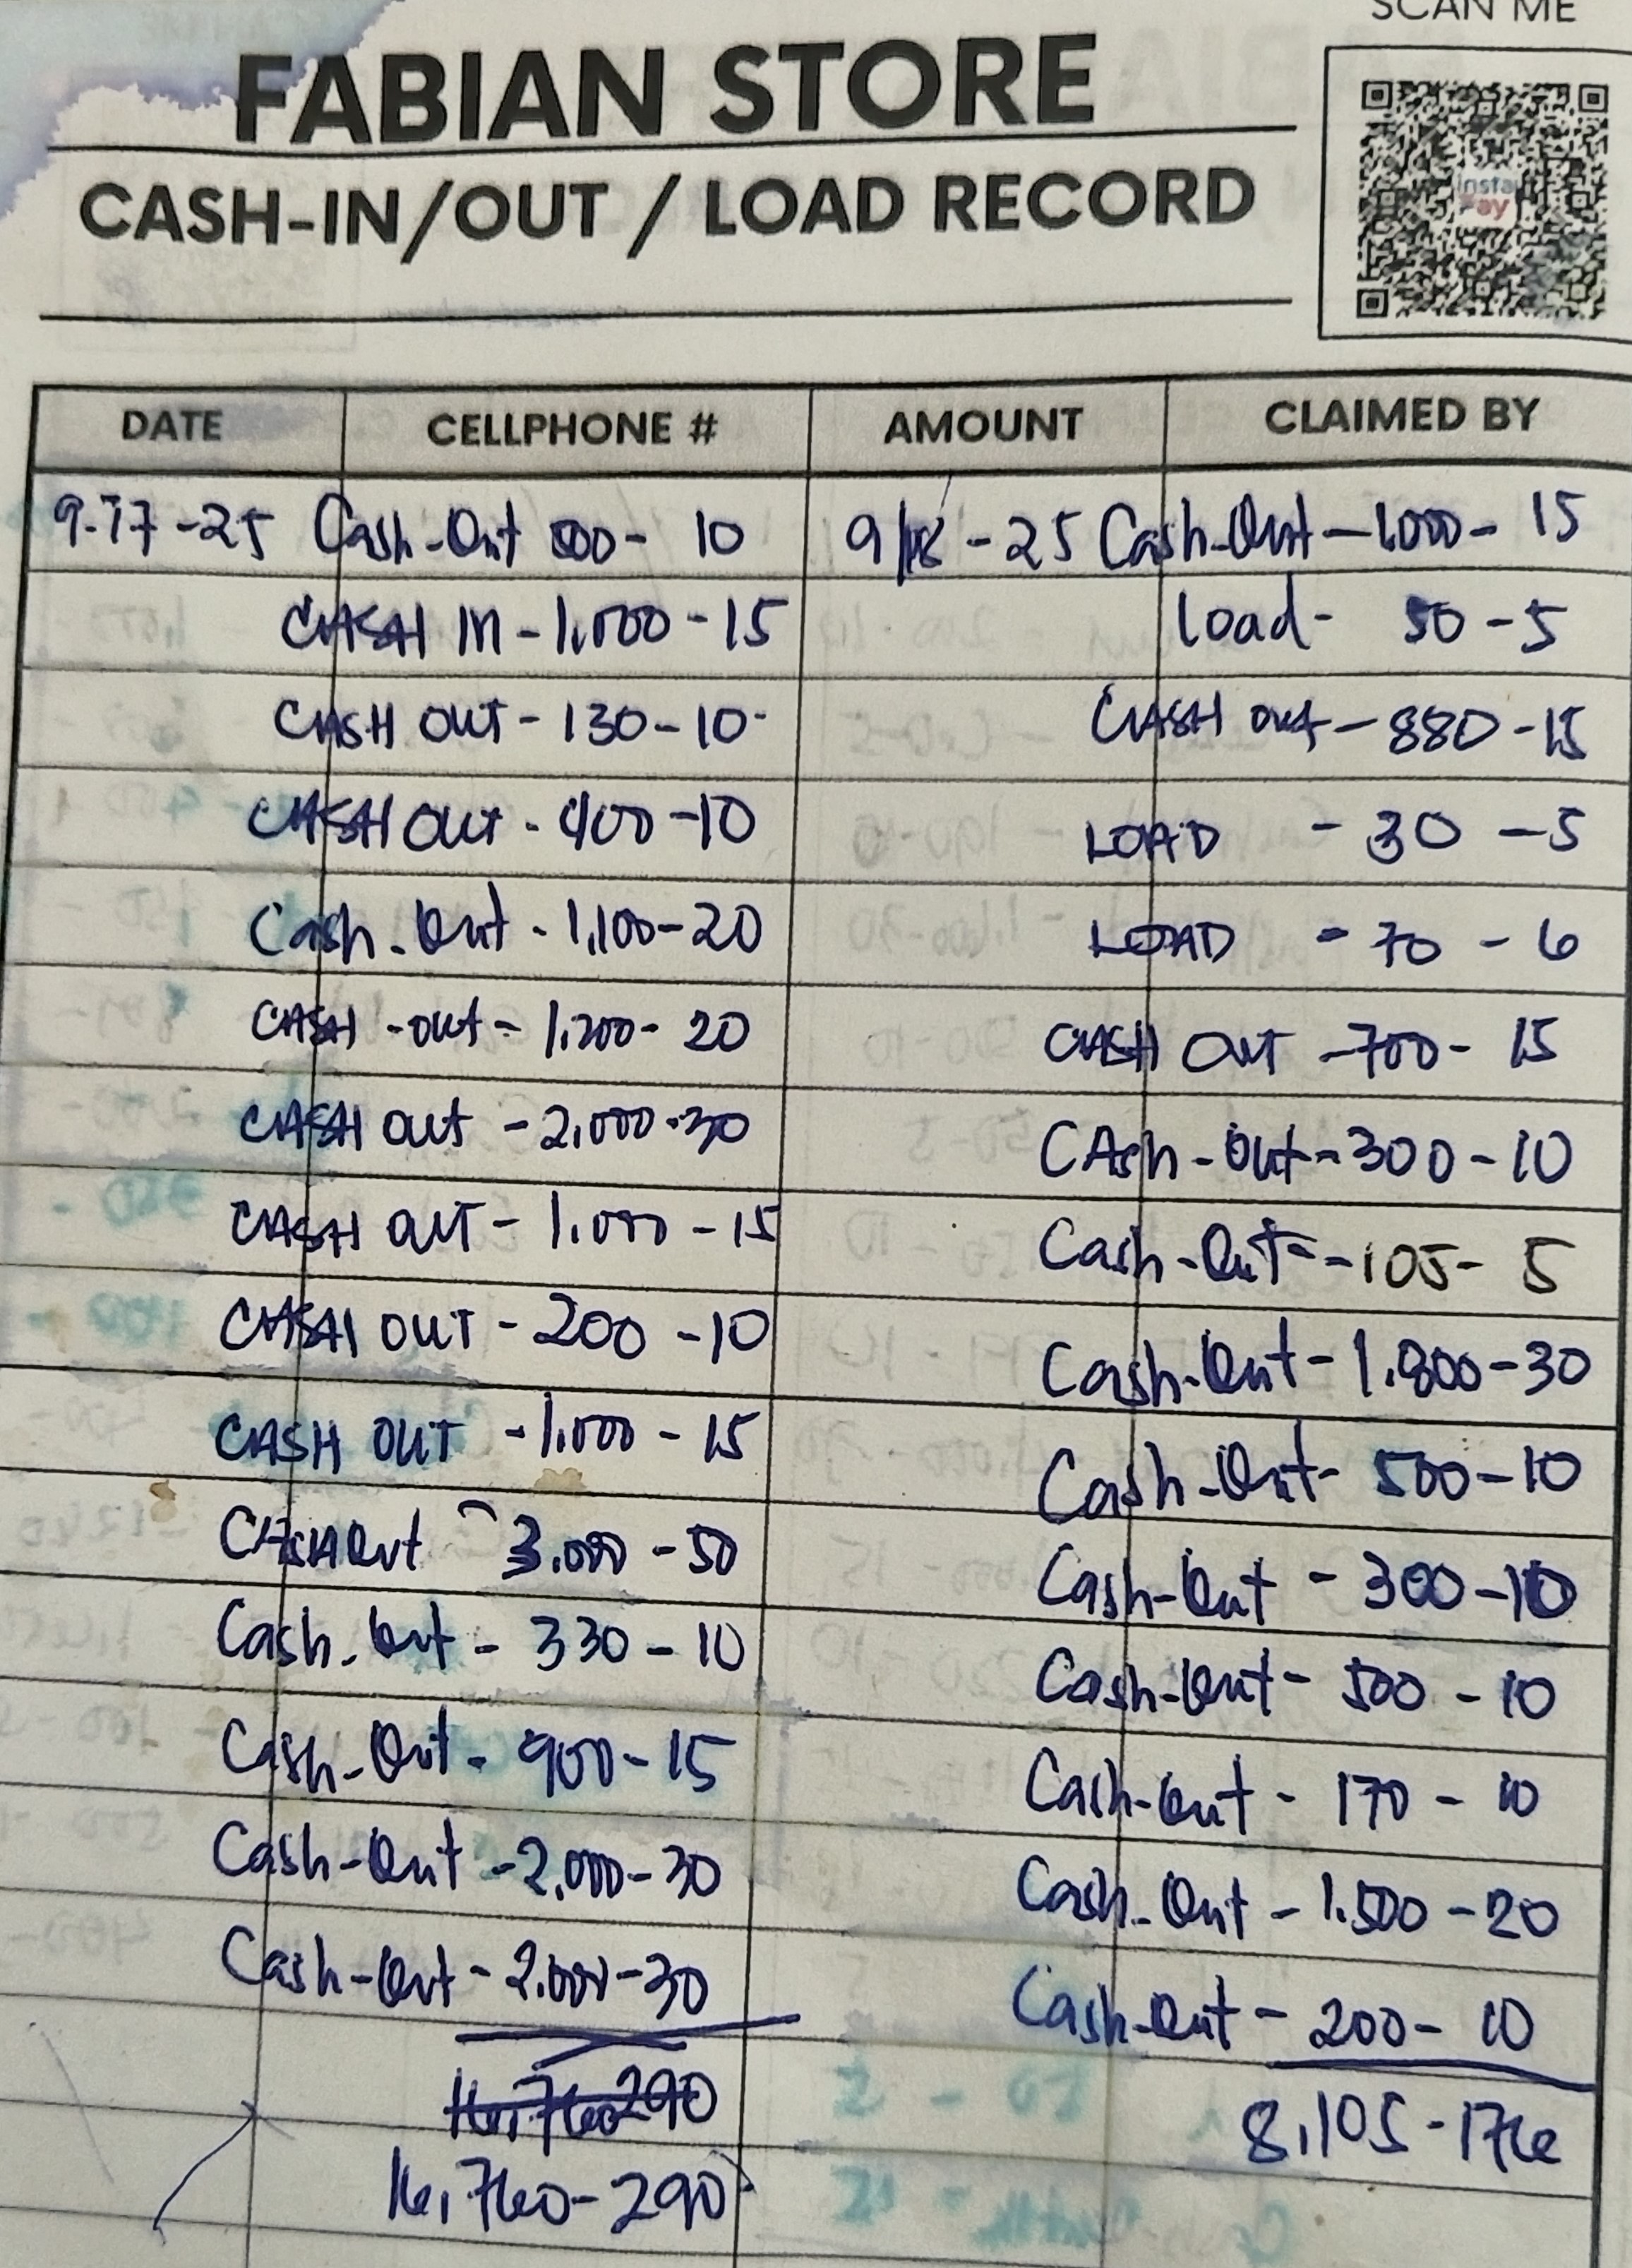 SCAN ME
FABIAN STORE
CASH-IN/OUT / LOAD RECORD
insta Pay
DATE CELLPHONE # AMOUNT CLAIMED BY
9-17-25 Cash-Out 500- 10
CASH IN - 1,000 - 15
CASH OUT - 130 - 10
CASH OUT - 400 - 10
Cash-Out - 1,100 - 20
CASH -out - 1,200 - 20
CASH out - 2,000 - 30
CASH OUT - 1,000 - 15
CASH OUT - 200 - 10
CASH OUT - 1,000 - 15
CASH Out - 3,000 - 50
Cash-Out - 330 - 10
Cash-Out - 900 - 15
Cash-Out - 2,000 - 30
Cash-Out - 2,000 - 30
16,760 290
16,760 - 290
9/18-25 Cash-Out - 1,000 - 15
Load - 50 - 5
CASH out - 880 - 15
LOAD - 30 - 5
LOAD - 70 - 6
CASH OUT - 700 - 15
CAsh-out - 300 - 10
Cash-Out - 105 - 5
Cash-Out - 1.800 - 30
Cash-Out - 500 - 10
Cash-Out - 300 - 10
Cash-Out - 500 - 10
Cash-Out - 170 - 10
Cash-Out - 1.500 - 20
Cash-Out - 200 - 10
8,105 - 176